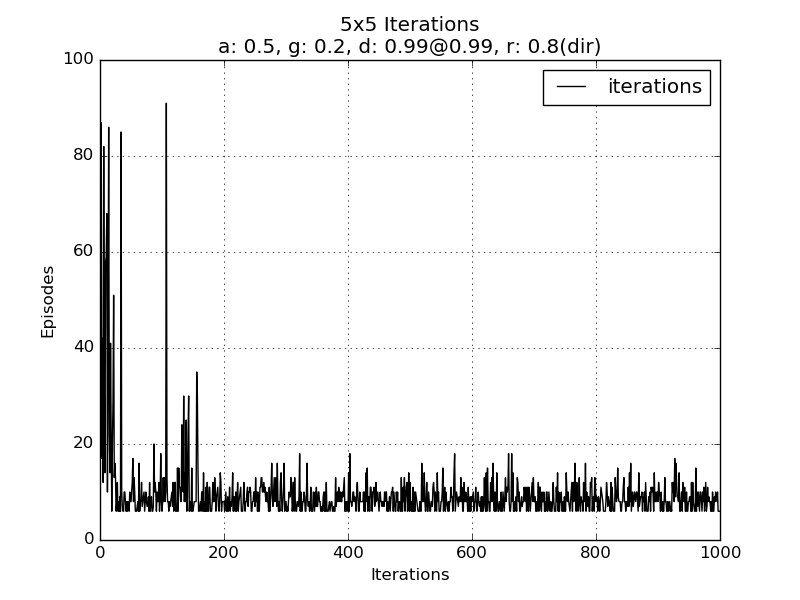 5x5 Iterations
a: 0.5, g: 0.2, d: 0.99@0.99, r: 0.8(dir)
iterations
100
80
60
40
20
0
Episodes
0 200 400 600 800 1000
Iterations